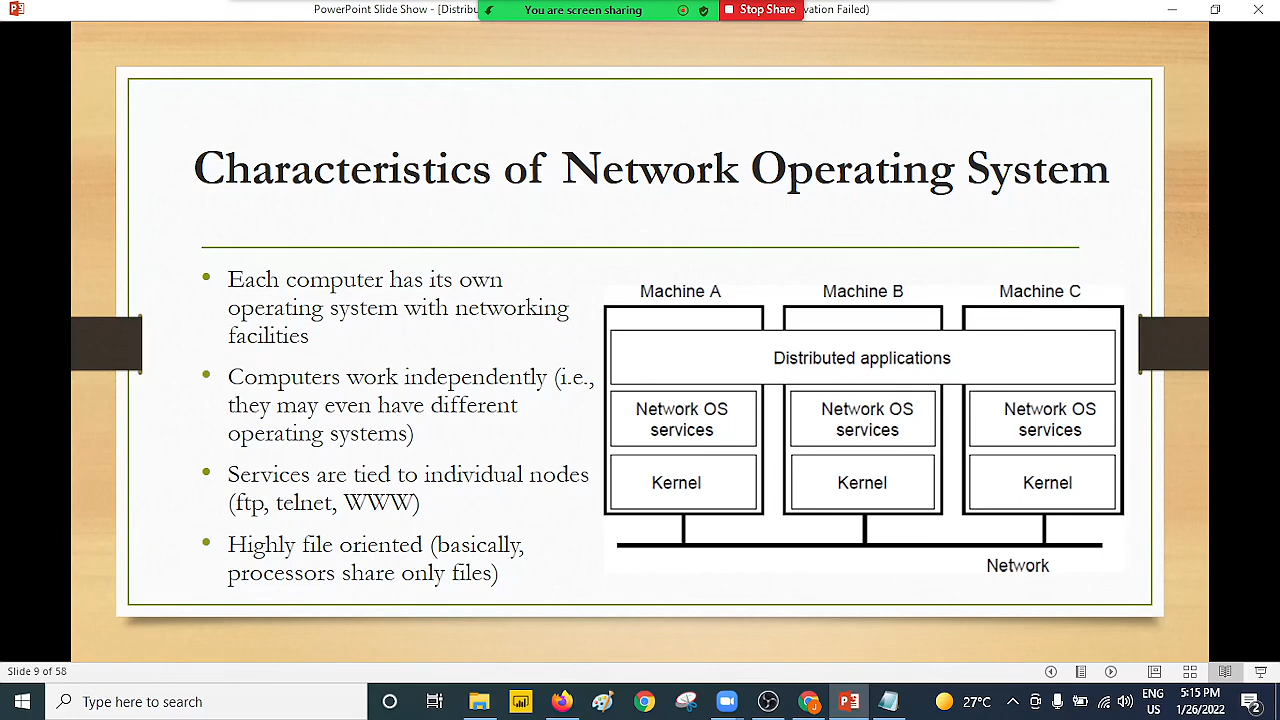 PowerPoint Slide Show - [Distribu
You are screen sharing
Stop Share
vation Failed)
Characteristics of Network Operating System
• Each computer has its own
operating system with networking
facilities
• Computers work independently (i.e.,
they may even have different
operating systems)
• Services are tied to individual nodes
(ftp, telnet, WWW)
• Highly file oriented (basically,
processors share only files)
Machine A
Machine B
Machine C
Distributed applications
Network OS
services
Network OS
services
Network OS
services
Kernel
Kernel
Kernel
Network
Slide 9 of 58
Type here to search
27°C
ENG
US
5:15 PM
1/26/2022
2